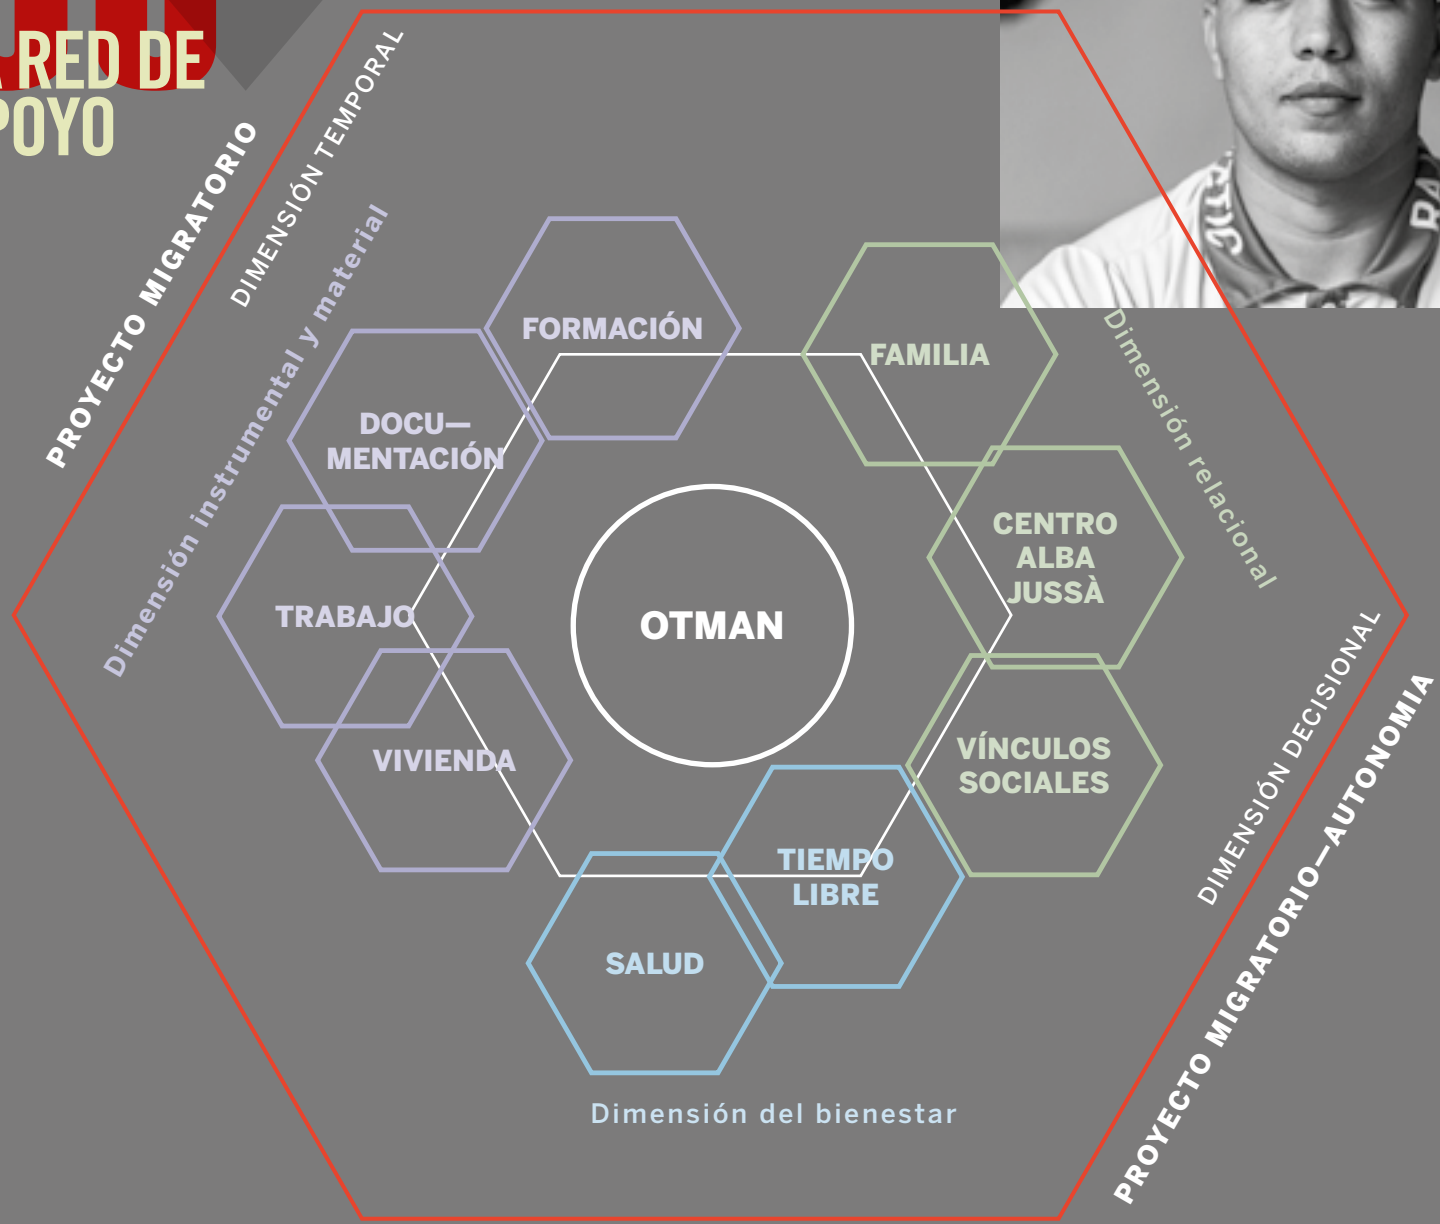 RED DE
POYO
PROYECTO MIGRATORIO
DIMENSIÓN TEMPORAL
Dimensión instrumental y material
FORMACIÓN
DOCU—
MENTACIÓN
TRABAJO
VIVIENDA
OTMAN
FAMILIA
CENTRO
ALBA
JUSSÀ
VÍNCULOS
SOCIALES
TIEMPO
LIBRE
SALUD
Dimensión relacional
Dimensión del bienestar
DIMENSIÓN DECISIONAL
PROYECTO MIGRATORIO—AUTONOMIA